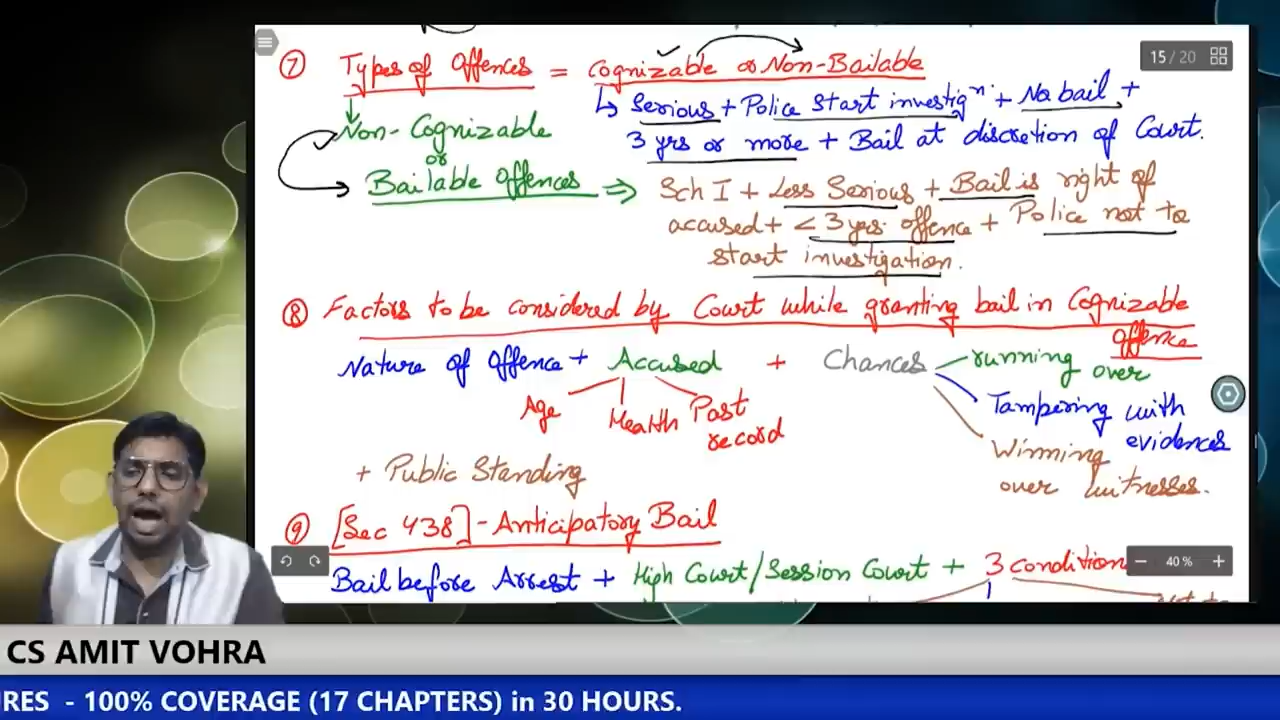 ⑦ Types of Offences = Cognizable or Non-Bailable
15 / 20
↳ Serious + Police start investigⁿ + No bail +
Non-Cognizable
3 yrs or more + Bail at discretion of Court.
or
Bailable Offences ⇒ Sch I + Less Serious + Bail is right of
accused + < 3 yrs offence + Police not to
start investigation.
⑧ Factors to be considered by Court while granting bail in Cognizable
offence
Nature of Offence + Accused + Chances
running over
Age
Health
Past record
Tampering with evidences
Winning over witnesses.
+ Public Standing
⑨ [Sec 438] - Anticipatory Bail
40 %
Bail before Arrest + High Court/Session Court + 3 condition
CS AMIT VOHRA
URES - 100% COVERAGE (17 CHAPTERS) in 30 HOURS.